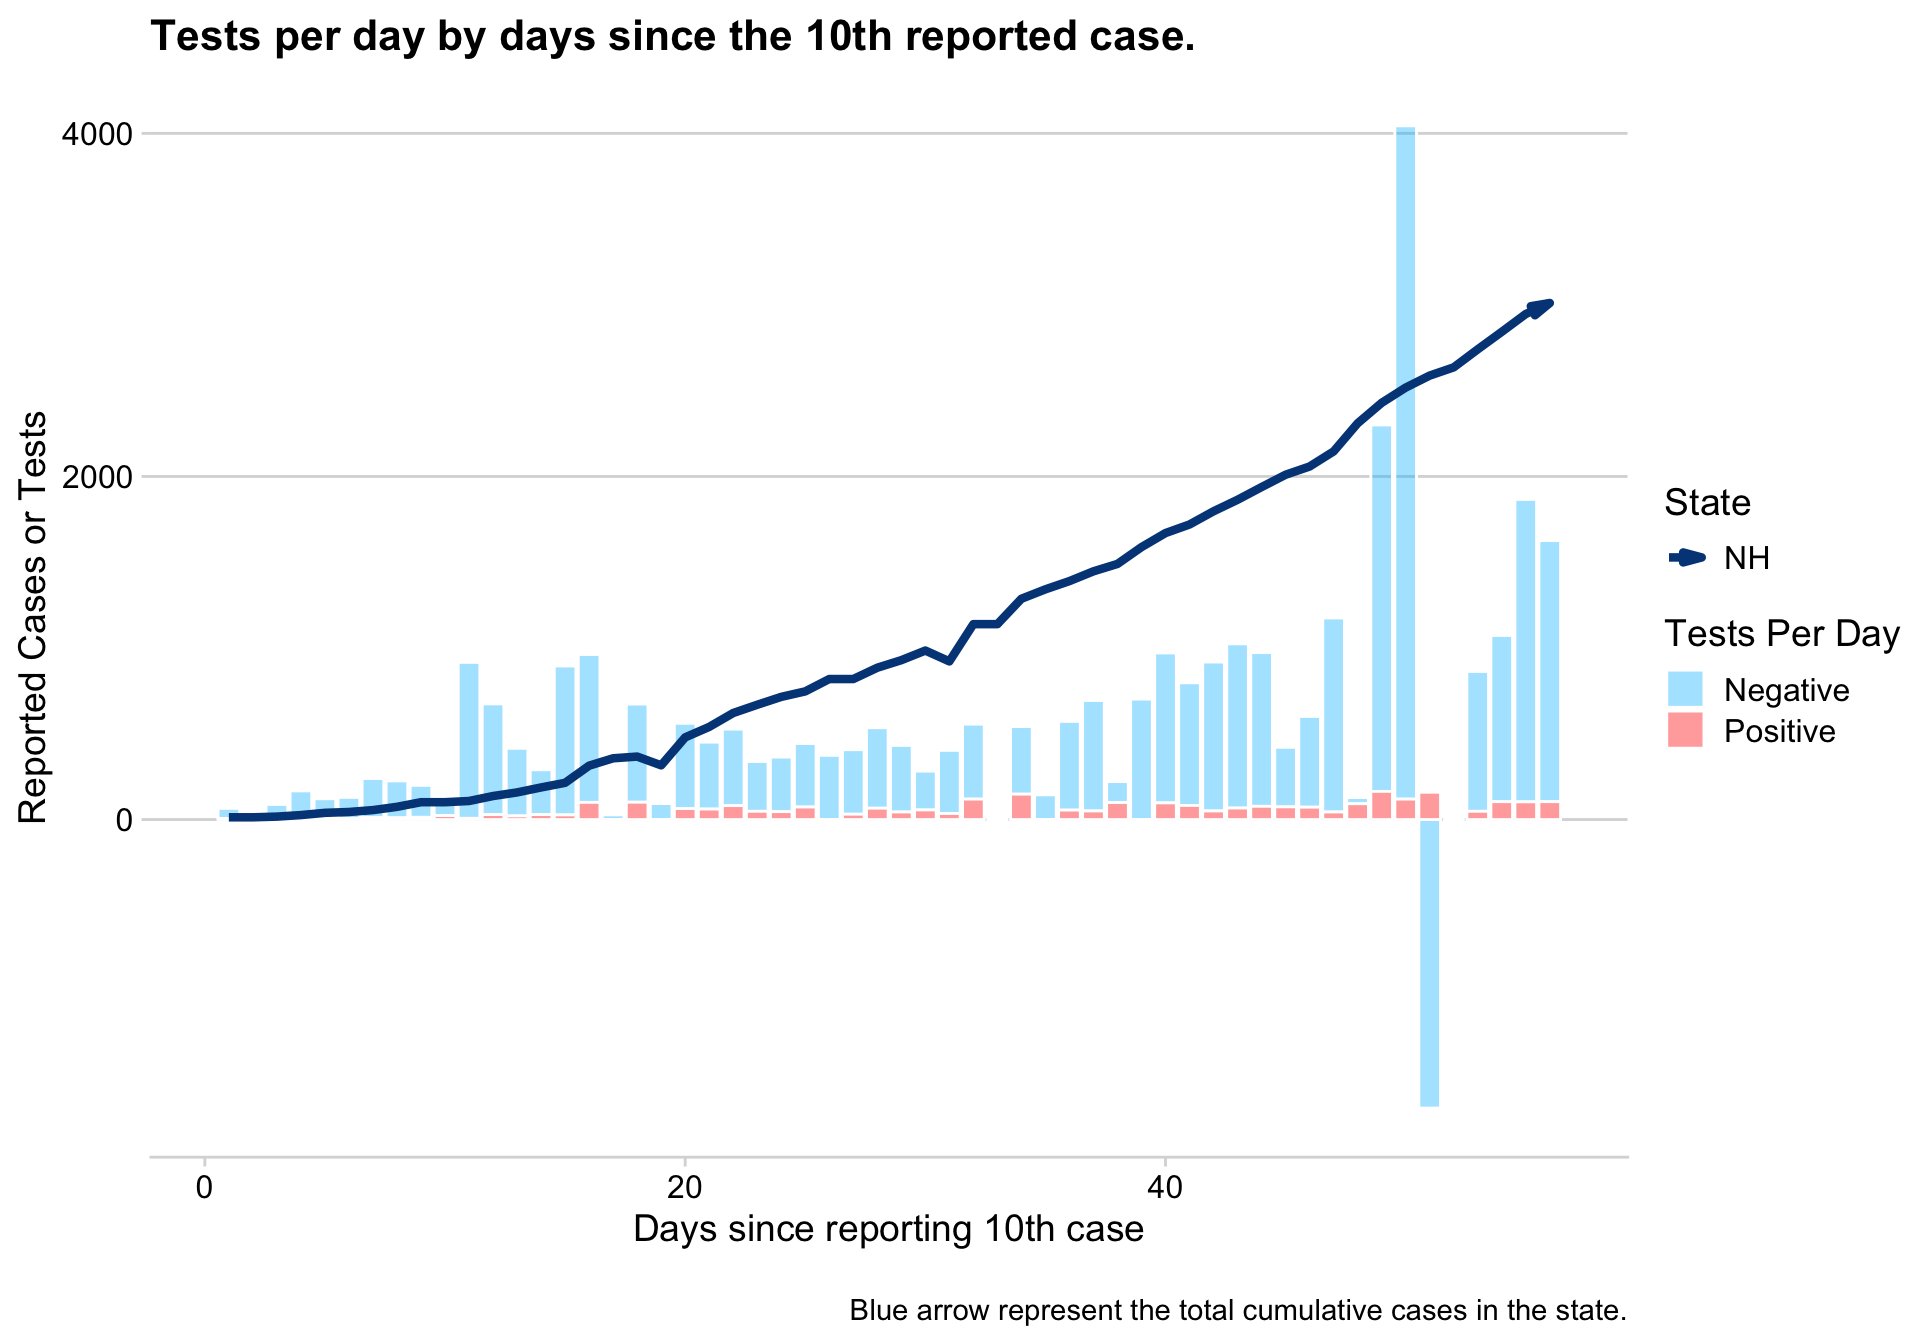 Tests per day by days since the 10th reported case.
4000
2000
0
Reported Cases or Tests
0
20
40
Days since reporting 10th case
State
NH
Tests Per Day
Negative
Positive
Blue arrow represent the total cumulative cases in the state.